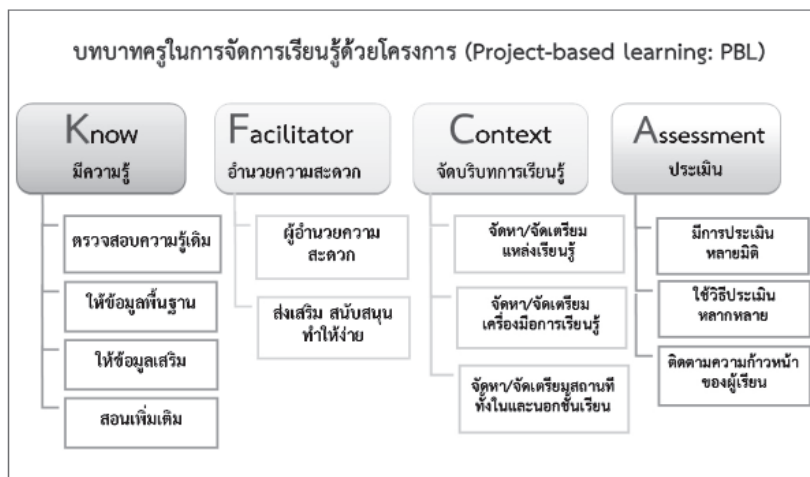 บทบาทครูในการจัดการเรียนรู้ด้วยโครงการ (Project-based learning: PBL)
Know
มีความรู้
ตรวจสอบความรู้เดิม
ให้ข้อมูลพื้นฐาน
ให้ข้อมูลเสริม
สอนเพิ่มเติม
Facilitator
อำนวยความสะดวก
ผู้อำนวยความ
สะดวก
ส่งเสริม สนับสนุน
ทำให้ง่าย
Context
จัดบริบทการเรียนรู้
จัดหา/จัดเตรียม
แหล่งเรียนรู้
จัดหา/จัดเตรียม
เครื่องมือการเรียนรู้
จัดหา/จัดเตรียมสถานที่
ทั้งในและนอกชั้นเรียน
Assessment
ประเมิน
มีการประเมิน
หลายมิติ
ใช้วิธีประเมิน
หลากหลาย
ติดตามความก้าวหน้า
ของผู้เรียน